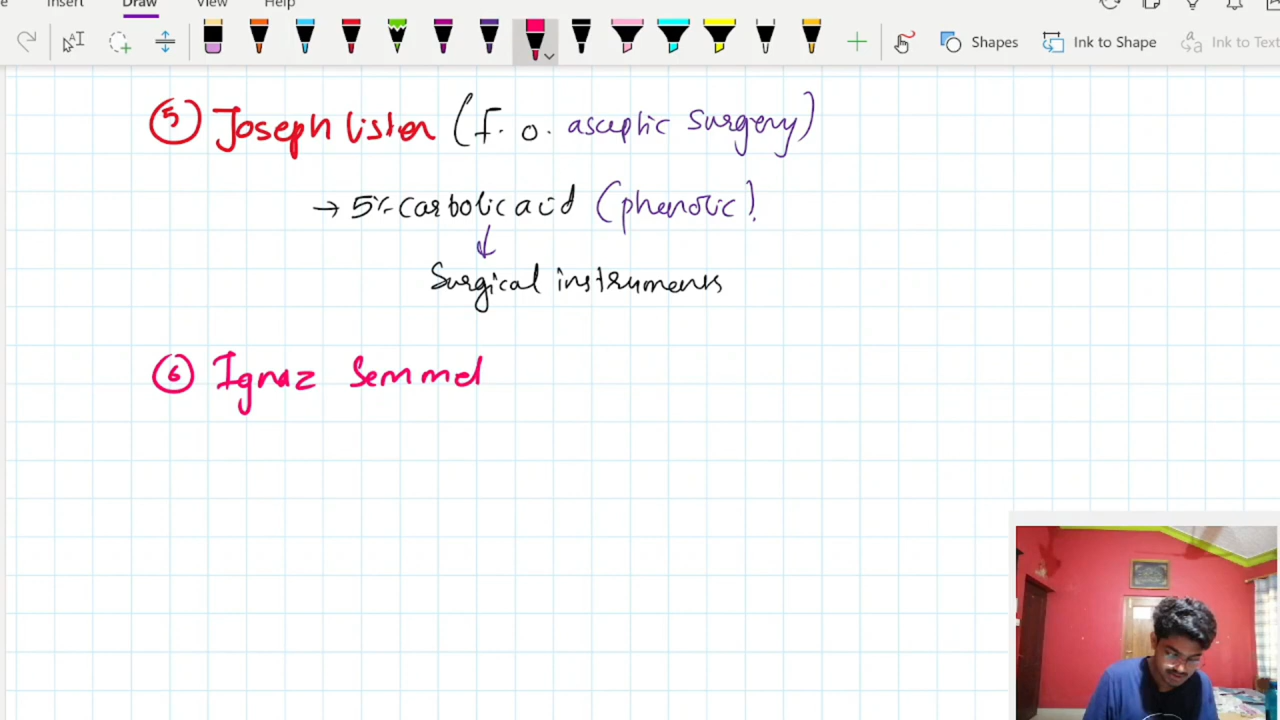 Insert Draw View Help
Shapes Ink to Shape Ink to Text
5 Joseph lister (f. o. asceptic surgery)
→ 5% carbolic acid (phenolic)
↓
Surgical instruments
6 Ignaz Semmel